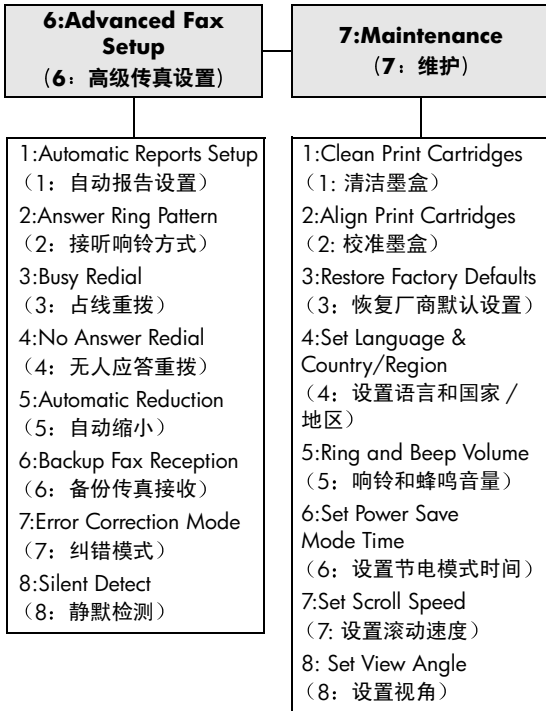 6:Advanced Fax
Setup
（6：高级传真设置）
7:Maintenance
（7：维护）
1:Automatic Reports Setup
（1：自动报告设置）
2:Answer Ring Pattern
（2：接听响铃方式）
3:Busy Redial
（3：占线重拨）
4:No Answer Redial
（4：无人应答重拨）
5:Automatic Reduction
（5：自动缩小）
6:Backup Fax Reception
（6：备份传真接收）
7:Error Correction Mode
（7：纠错模式）
8:Silent Detect
（8：静默检测）
1:Clean Print Cartridges
（1: 清洁墨盒）
2:Align Print Cartridges
（2: 校准墨盒）
3:Restore Factory Defaults
（3：恢复厂商默认设置）
4:Set Language &
Country/Region
（4：设置语言和国家 /
地区）
5:Ring and Beep Volume
（5：响铃和蜂鸣音量）
6:Set Power Save
Mode Time
（6：设置节电模式时间）
7:Set Scroll Speed
（7: 设置滚动速度）
8: Set View Angle
（8：设置视角）